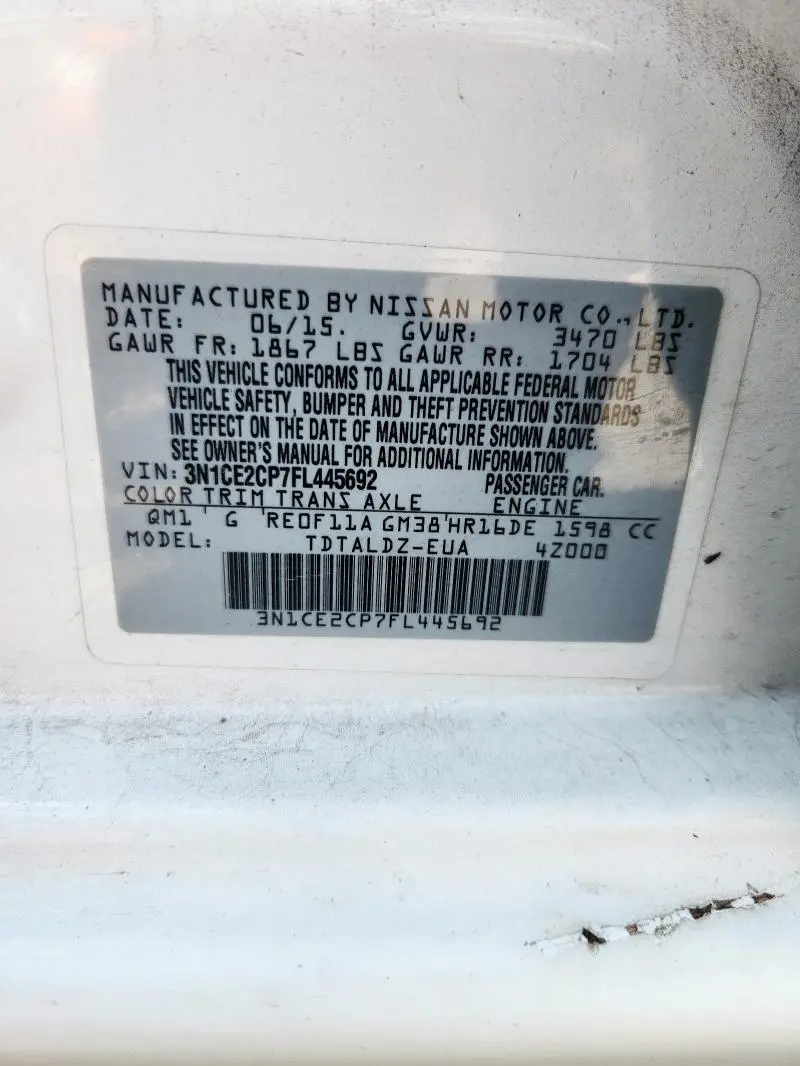 MANUFACTURED BY NISSAN MOTOR CO., LTD.
DATE: 06/15. GVWR: 3470 LBS
GAWR FR: 1867 LBS GAWR RR: 1704 LBS
THIS VEHICLE CONFORMS TO ALL APPLICABLE FEDERAL MOTOR
VEHICLE SAFETY, BUMPER AND THEFT PREVENTION STANDARDS
IN EFFECT ON THE DATE OF MANUFACTURE SHOWN ABOVE.
SEE OWNER'S MANUAL FOR ADDITIONAL INFORMATION.
VIN: 3N1CE2CP7FL445692 PASSENGER CAR.
COLOR TRIM TRANS AXLE ENGINE
QM1 ' G 'RE0F11A GM38'HR16DE 1598 CC
MODEL: TDTALDZ-EUA 4Z000
3N1CE2CP7FL445692